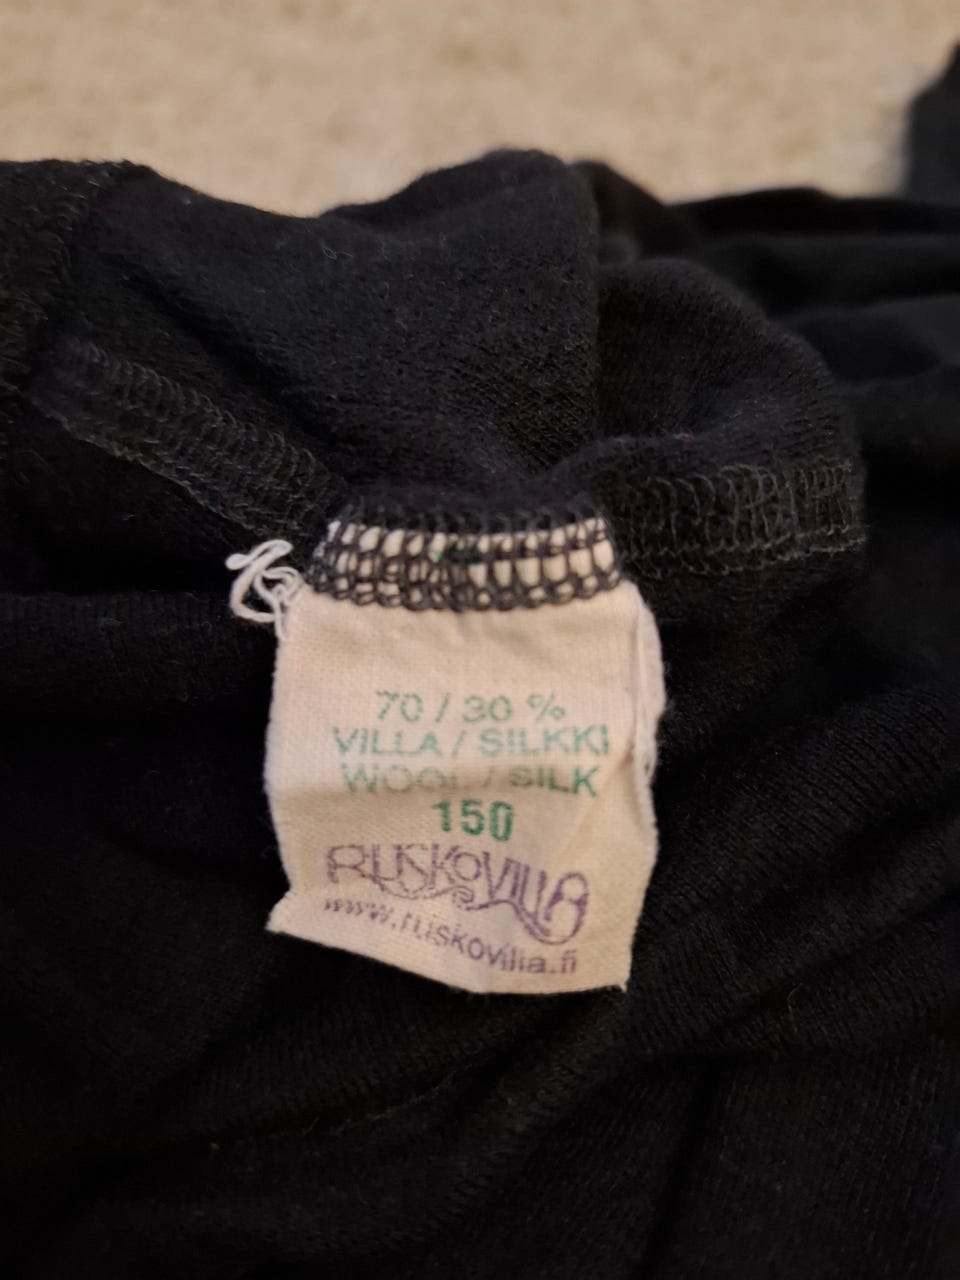 70 / 30 %
VILLA / SILKKI
WOOL / SILK
150
RUSKOVILLA
www.ruskovilla.fi